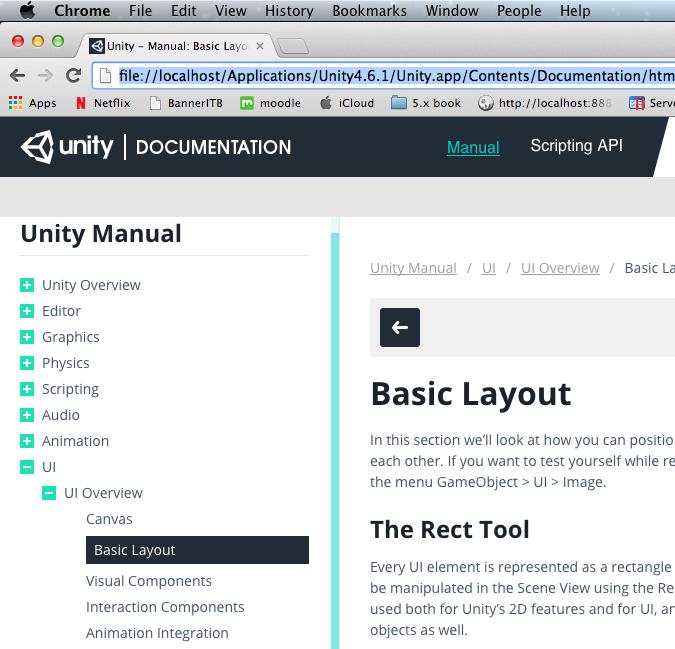 Chrome File Edit View History Bookmarks Window People Help
Unity - Manual: Basic Layo
file://localhost/Applications/Unity4.6.1/Unity.app/Contents/Documentation/htm
Apps Netflix BannerITB moodle iCloud 5.x book http://localhost:888 Serve
unity | DOCUMENTATION Manual Scripting API
Unity Manual
Unity Overview
Editor
Graphics
Physics
Scripting
Audio
Animation
UI
UI Overview
Canvas
Basic Layout
Visual Components
Interaction Components
Animation Integration
Unity Manual / UI / UI Overview / Basic La
Basic Layout
In this section we'll look at how you can positio
each other. If you want to test yourself while re
the menu GameObject > UI > Image.
The Rect Tool
Every UI element is represented as a rectangle
be manipulated in the Scene View using the Re
used both for Unity's 2D features and for UI, an
objects as well.